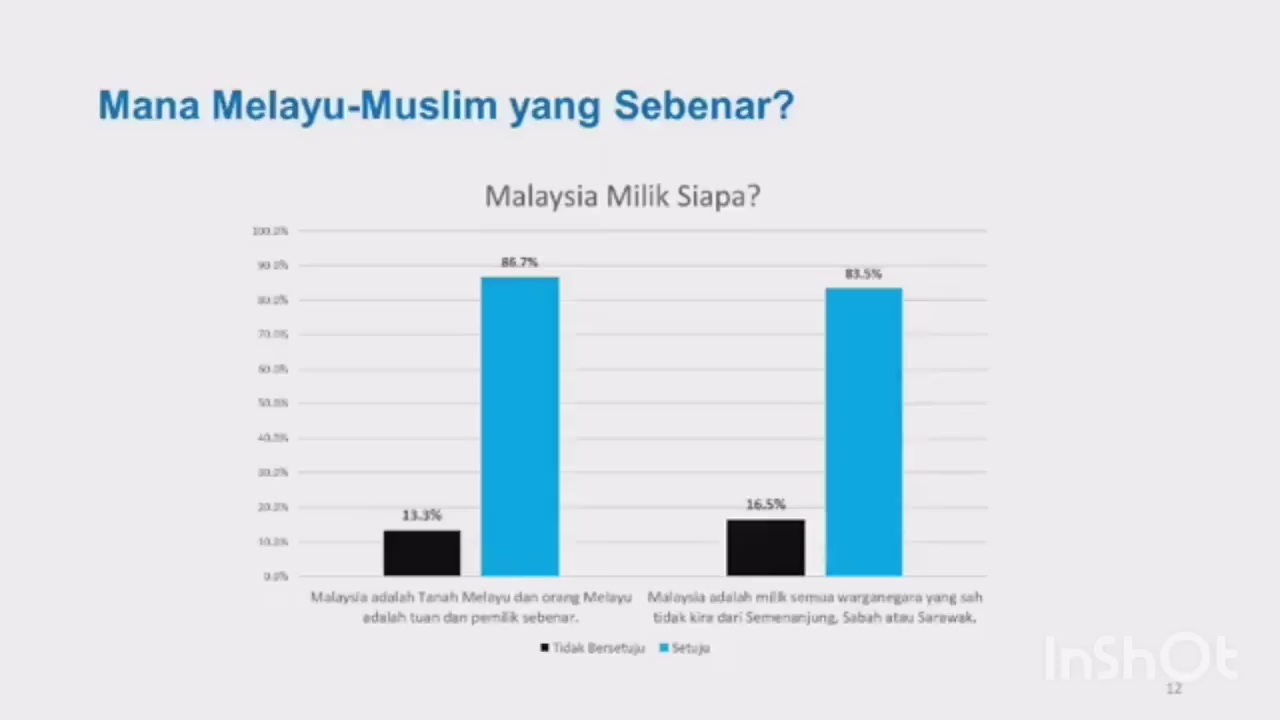 Mana Melayu-Muslim yang Sebenar?
Malaysia Milik Siapa?
100.0%
90.0%
80.0%
70.0%
60.0%
50.0%
40.0%
30.0%
20.0%
10.0%
0.0%
13.3%
86.7%
16.5%
83.5%
Malaysia adalah Tanah Melayu dan orang Melayu
adalah tuan dan pemilik sebenar.
Malaysia adalah milik semua warganegara yang sah
tidak kira dari Semenanjung, Sabah atau Sarawak.
Tidak Bersetuju
Setuju
InShOt
12